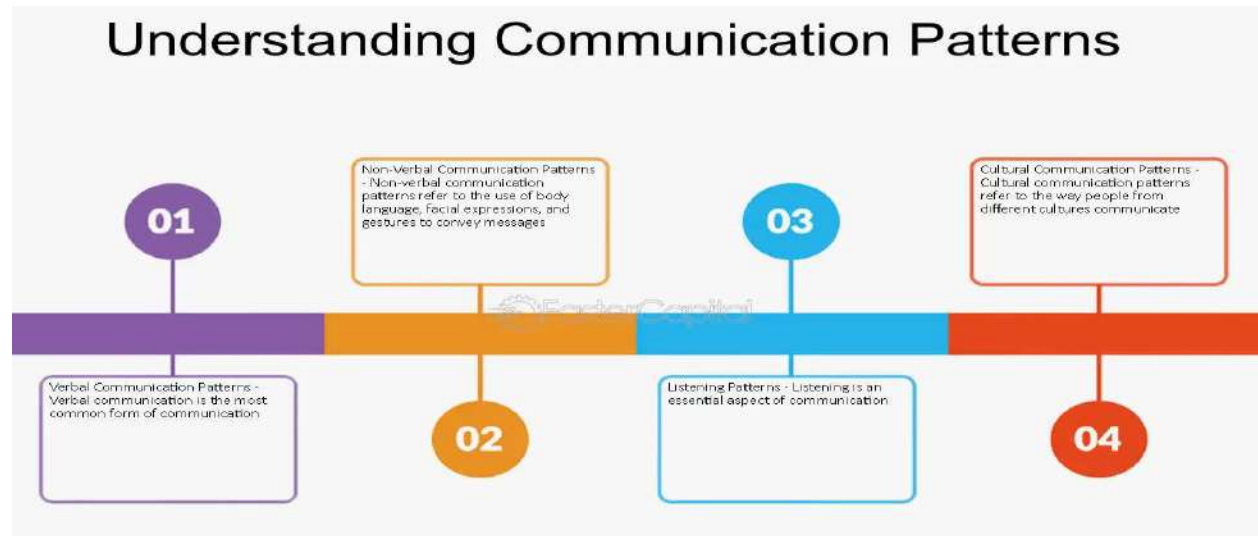 Understanding Communication Patterns
01
Verbal Communication Patterns -
Verbal communication is the most
common form of communication
Non-Verbal Communication Patterns
- Non-verbal communication
patterns refer to the use of body
language, facial expressions, and
gestures to convey messages
02
03
Listening Patterns - Listening is an
essential aspect of communication
Cultural Communication Patterns -
Cultural communication patterns
refer to the way people from
different cultures communicate
04
FasterCapital